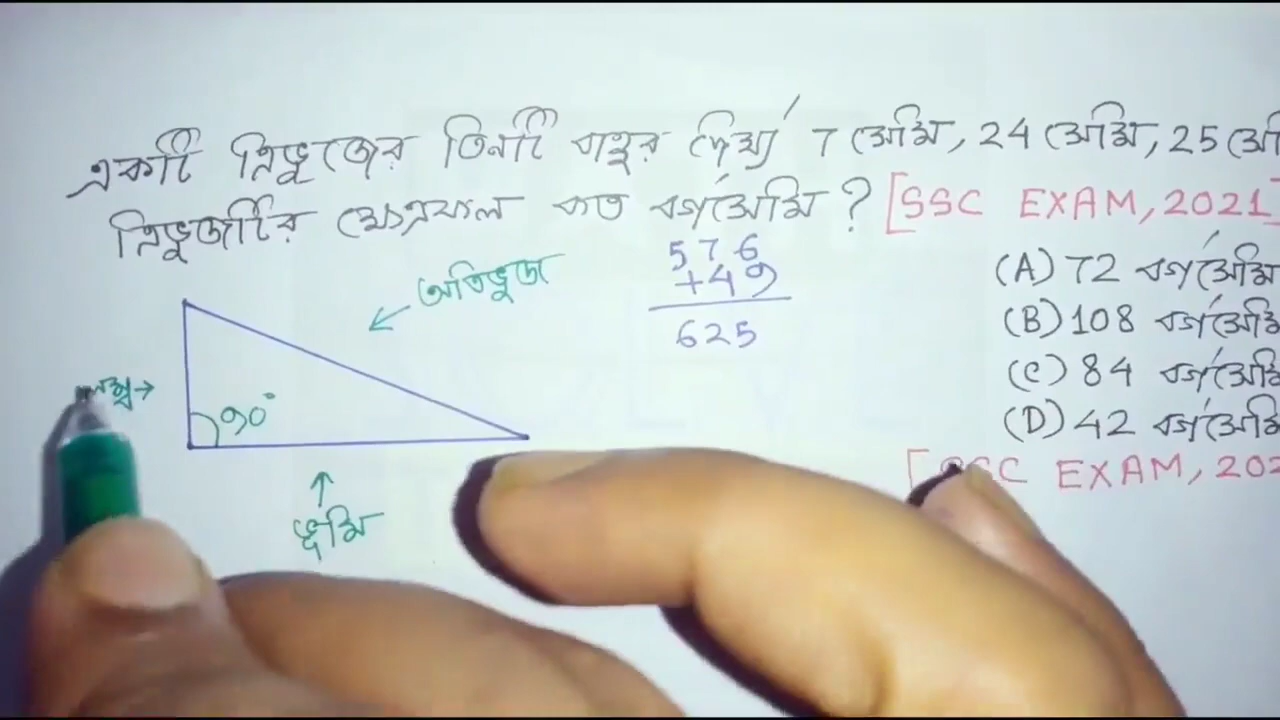 একটি ত্রিভুজের তিনটি বাহুর দৈর্ঘ্য 7 সেমি, 24 সেমি, 25 সে
ত্রিভুজটির ক্ষেত্রফল কত বর্গসেমি ? [SSC EXAM, 2021]
576
+49
625
অতিভুজ
লম্ব →
90°
ভূমি
(A) 72 বর্গসেমি
(B) 108 বর্গসেমি
(C) 84 বর্গসেমি
(D) 42 বর্গসেমি
[SSC EXAM, 202